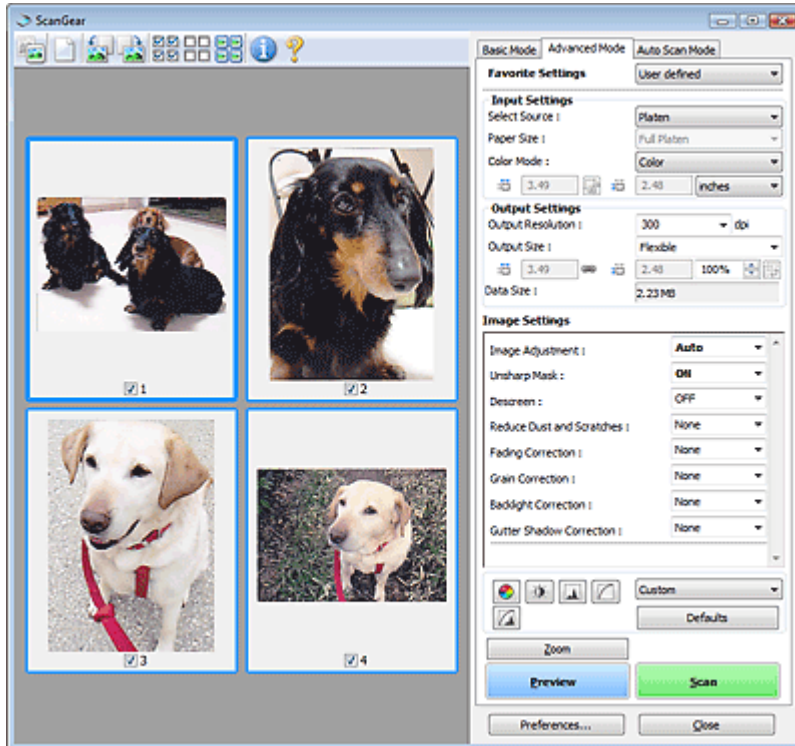 ScanGear
Basic Mode Advanced Mode Auto Scan Mode
Favorite Settings User defined
Input Settings
Select Source : Platen
Paper Size : Full Platen
Color Mode : Color
3.49 2.48 inches
Output Settings
Output Resolution : 300 dpi
Output Size : Flexible
3.49 2.48 100%
Data Size : 2.23 MB
Image Settings
Image Adjustment : Auto
Unsharp Mask : ON
Descreen : OFF
Reduce Dust and Scratches : None
Fading Correction : None
Grain Correction : None
Backlight Correction : None
Gutter Shadow Correction : None
Custom
Defaults
Zoom
Preview Scan
Preferences... Close
1
2
3
4